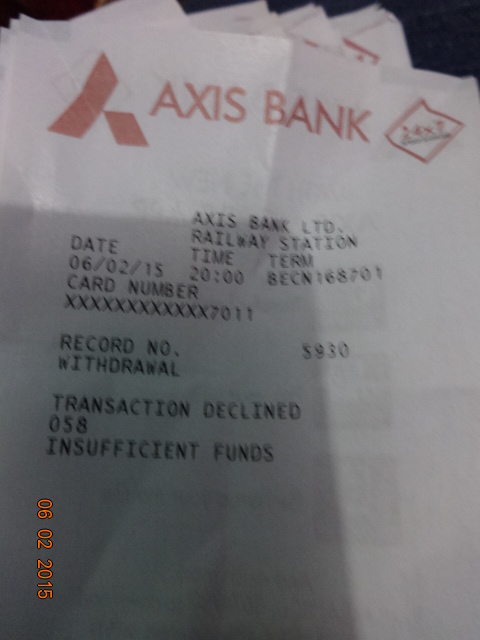 AXIS BANK
24x7
AXIS BANK LTD.
RAILWAY STATION
DATE TIME TERM
06/02/15 20:00 BECN168701
CARD NUMBER
XXXXXXXXXXXX7011
RECORD NO. 5930
WITHDRAWAL
TRANSACTION DECLINED
058
INSUFFICIENT FUNDS
06 02 2015